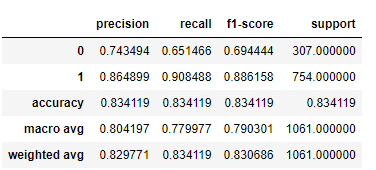 precision recall f1-score support
0 0.743494 0.651466 0.694444 307.000000
1 0.864899 0.908488 0.886158 754.000000
accuracy 0.834119 0.834119 0.834119 0.834119
macro avg 0.804197 0.779977 0.790301 1061.000000
weighted avg 0.829771 0.834119 0.830686 1061.000000